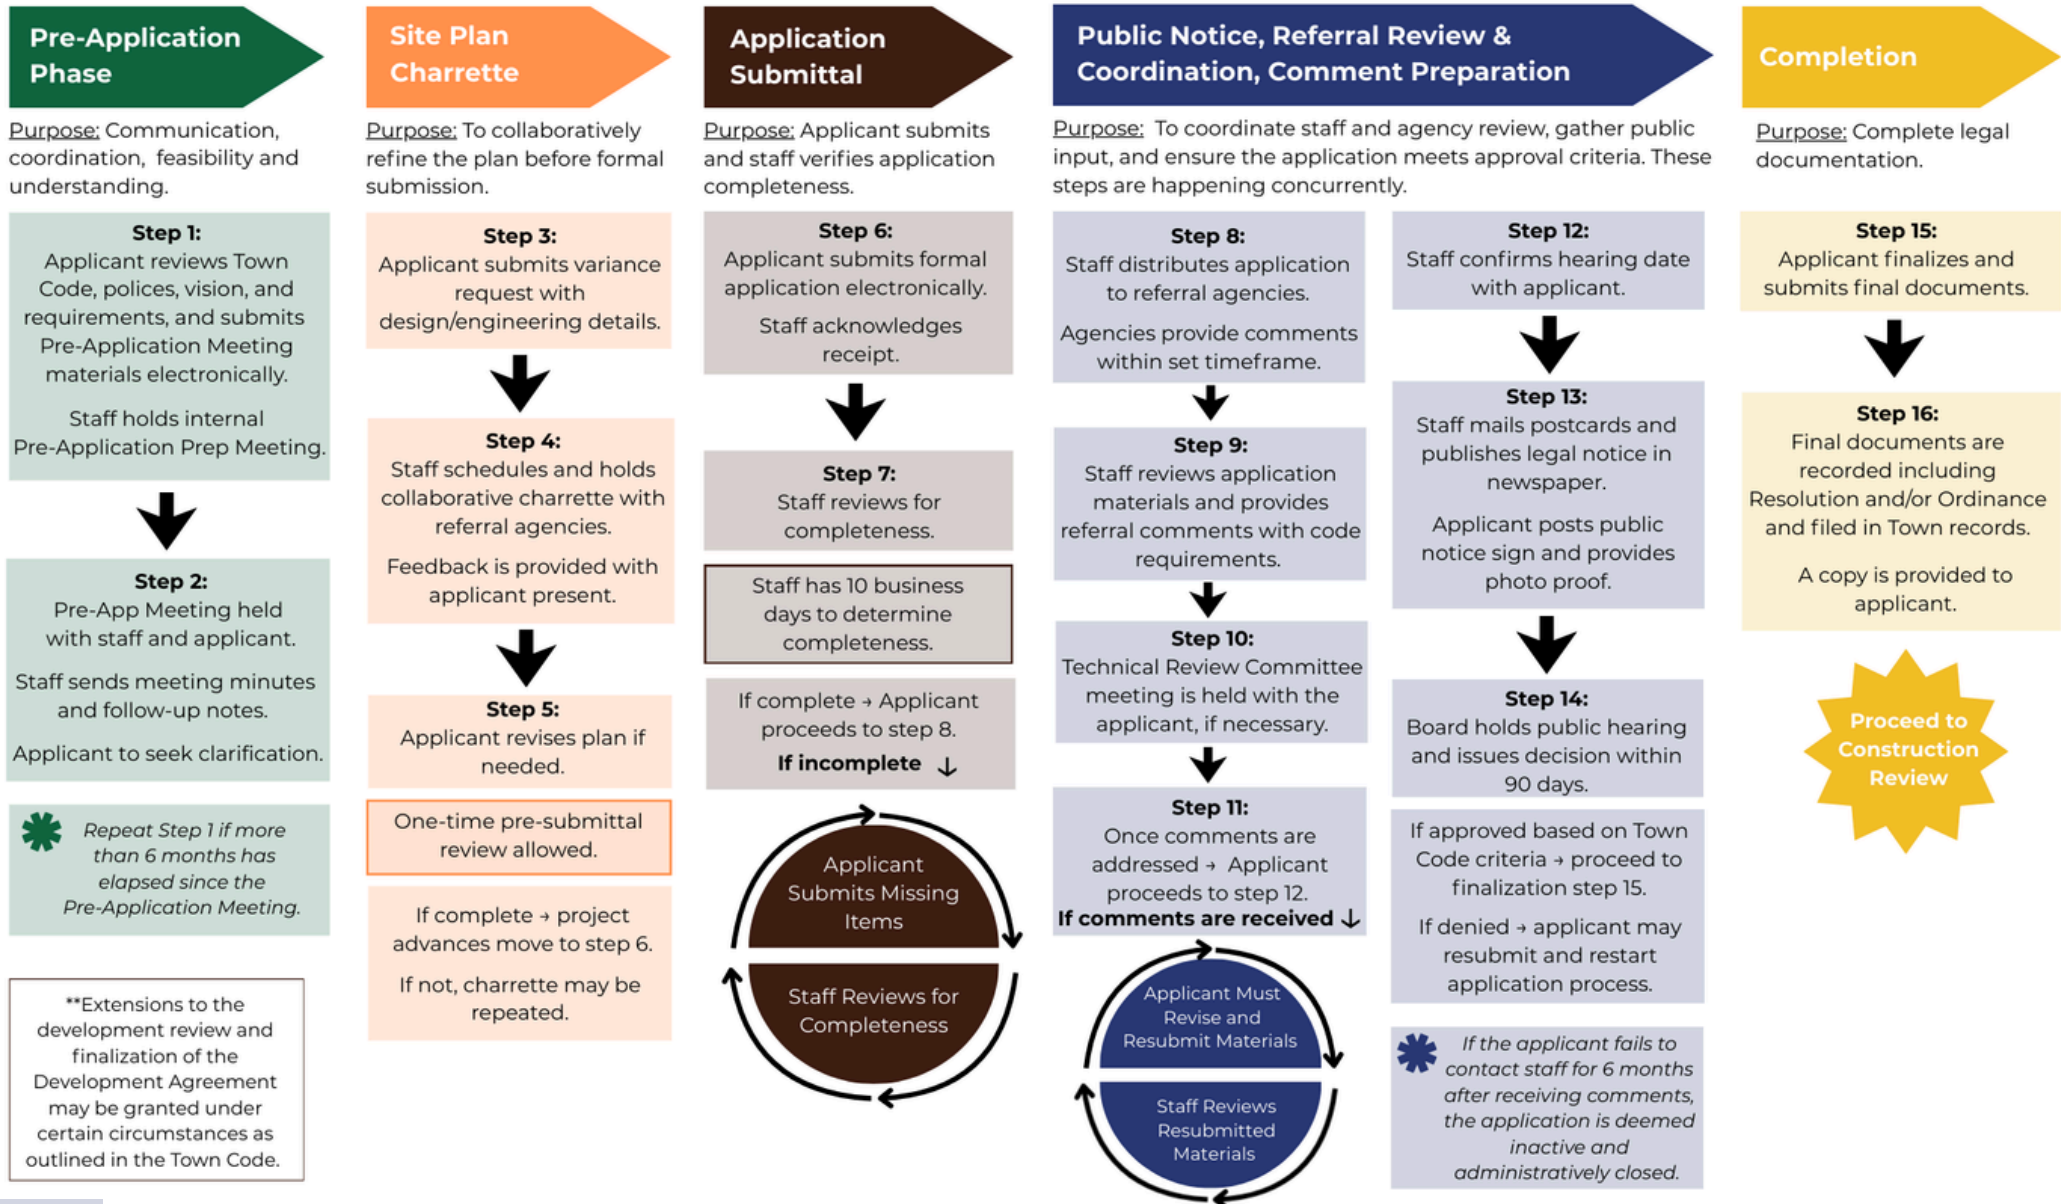 Pre-Application
Phase
Purpose: Communication,
coordination, feasibility and
understanding.
Step 1:
Applicant reviews Town
Code, polices, vision, and
requirements, and submits
Pre-Application Meeting
materials electronically.
Staff holds internal
Pre-Application Prep Meeting.
Step 2:
Pre-App Meeting held
with staff and applicant.
Staff sends meeting minutes
and follow-up notes.
Applicant to seek clarification.
Repeat Step 1 if more
than 6 months has
elapsed since the
Pre-Application Meeting.
**Extensions to the
development review and
finalization of the
Development Agreement
may be granted under
certain circumstances as
outlined in the Town Code.
Site Plan
Charrette
Purpose: To collaboratively
refine the plan before formal
submission.
Step 3:
Applicant submits variance
request with
design/engineering details.
Step 4:
Staff schedules and holds
collaborative charrette with
referral agencies.
Feedback is provided with
applicant present.
Step 5:
Applicant revises plan if
needed.
One-time pre-submittal
review allowed.
If complete → project
advances move to step 6.
If not, charrette may be
repeated.
Application
Submittal
Purpose: Applicant submits
and staff verifies application
completeness.
Step 6:
Applicant submits formal
application electronically.
Staff acknowledges
receipt.
Step 7:
Staff reviews for
completeness.
Staff has 10 business
days to determine
completeness.
If complete → Applicant
proceeds to step 8.
If incomplete ↓
Applicant
Submits Missing
Items
Staff Reviews for
Completeness
Public Notice, Referral Review &
Coordination, Comment Preparation
Purpose: To coordinate staff and agency review, gather public
input, and ensure the application meets approval criteria. These
steps are happening concurrently.
Step 8:
Staff distributes application
to referral agencies.
Agencies provide comments
within set timeframe.
Step 9:
Staff reviews application
materials and provides
referral comments with code
requirements.
Step 10:
Technical Review Committee
meeting is held with the
applicant, if necessary.
Step 11:
Once comments are
addressed → Applicant
proceeds to step 12.
If comments are received ↓
Applicant Must
Revise and
Resubmit Materials
Staff Reviews
Resubmitted
Materials
Step 12:
Staff confirms hearing date
with applicant.
Step 13:
Staff mails postcards and
publishes legal notice in
newspaper.
Applicant posts public
notice sign and provides
photo proof.
Step 14:
Board holds public hearing
and issues decision within
90 days.
If approved based on Town
Code criteria → proceed to
finalization step 15.
If denied → applicant may
resubmit and restart
application process.
If the applicant fails to
contact staff for 6 months
after receiving comments,
the application is deemed
inactive and
administratively closed.
Completion
Purpose: Complete legal
documentation.
Step 15:
Applicant finalizes and
submits final documents.
Step 16:
Final documents are
recorded including
Resolution and/or Ordinance
and filed in Town records.
A copy is provided to
applicant.
Proceed to
Construction
Review